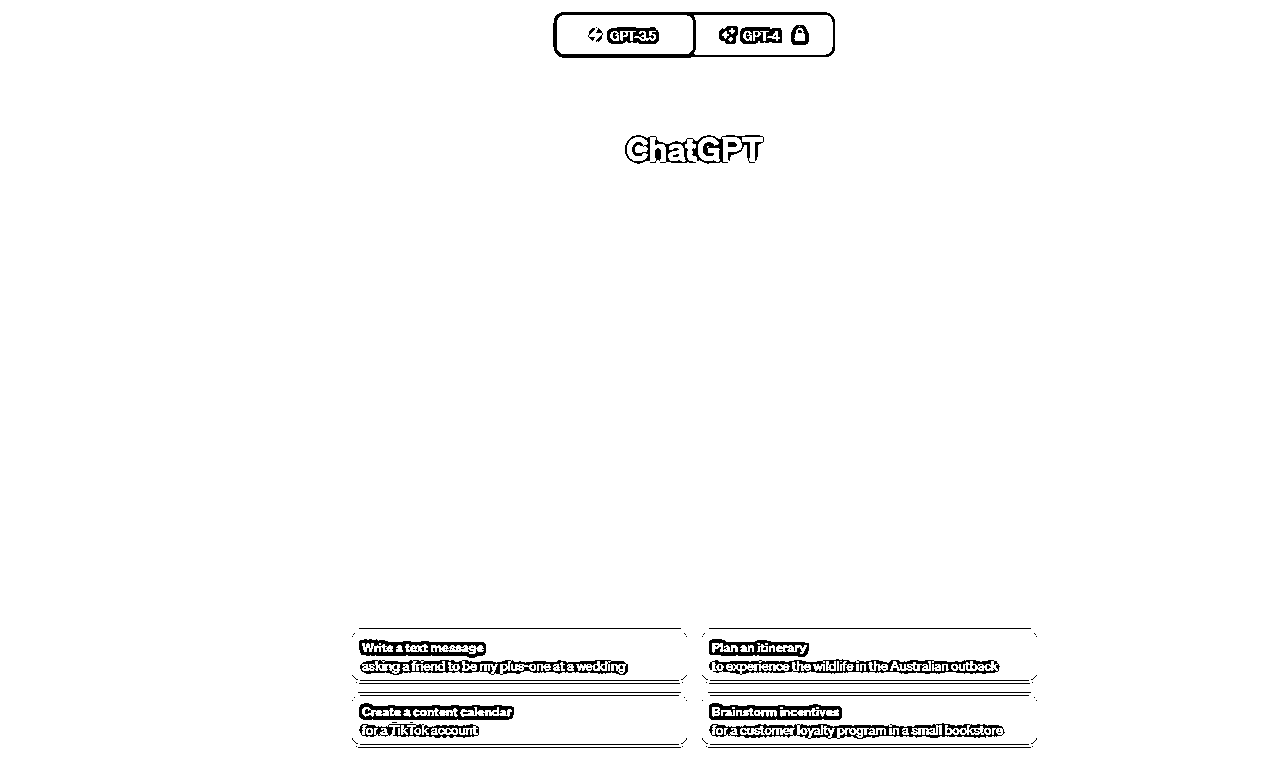 GPT-3.5 GPT-4
ChatGPT
Write a text message
asking a friend to be my plus-one at a wedding
Plan an itinerary
to experience the wildlife in the Australian outback
Create a content calendar
for a TikTok account
Brainstorm incentives
for a customer loyalty program in a small bookstore